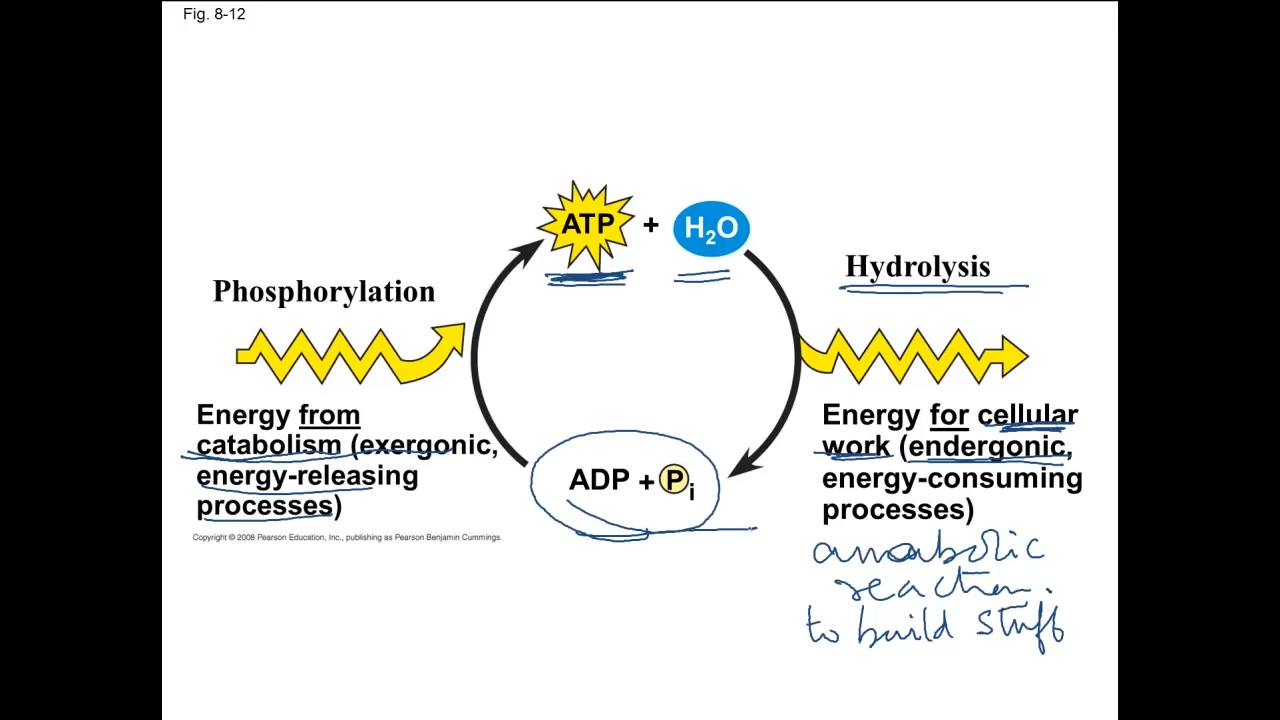 Fig. 8-12
ATP + H2O
Hydrolysis
Phosphorylation
Energy from
catabolism (exergonic,
energy-releasing
processes)
ADP + Pi
Energy for cellular
work (endergonic,
energy-consuming
processes)
Copyright © 2008 Pearson Education, Inc., publishing as Pearson Benjamin Cummings.
anabolic
reaction.
to build stuff